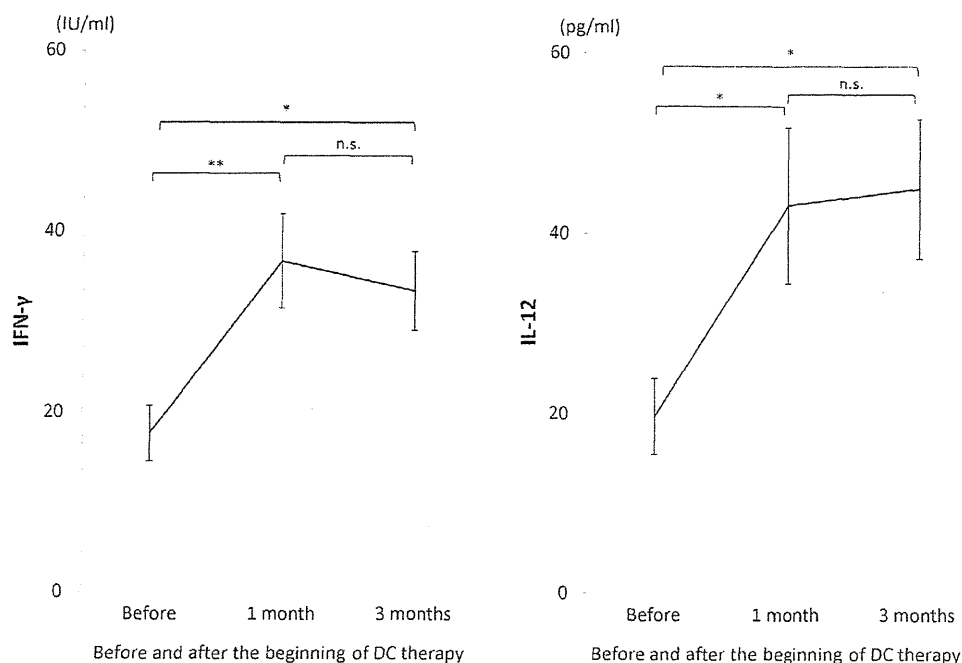 (IU/ml)
60
*
n.s.
**
40
IFN-γ
20
0
Before 1 month 3 months
Before and after the beginning of DC therapy
(pg/ml)
60
*
n.s.
*
40
IL-12
20
0
Before 1 month 3 months
Before and after the beginning of DC therapy